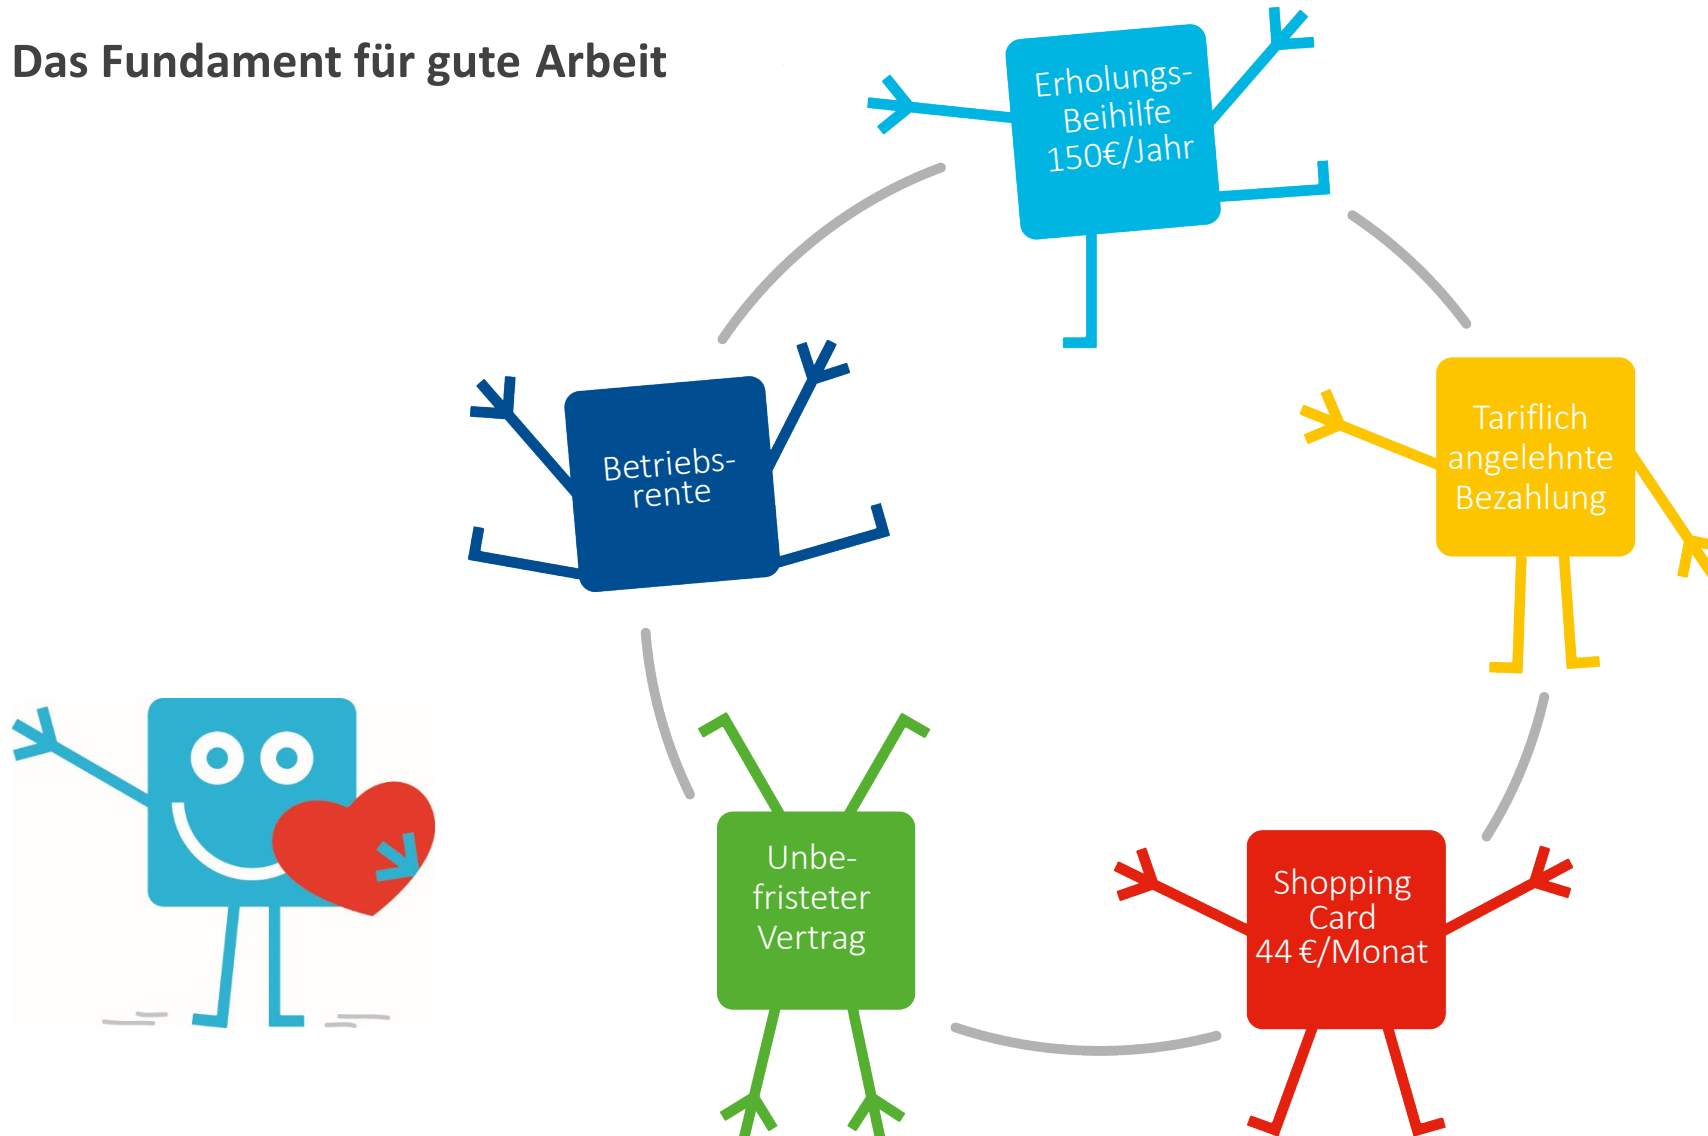 Das Fundament für gute Arbeit
Erholungs-
Beihilfe
150€/Jahr
Tariflich
angelehnte
Bezahlung
Shopping
Card
44 €/Monat
Unbe-
fristeter
Vertrag
Betriebs-
rente